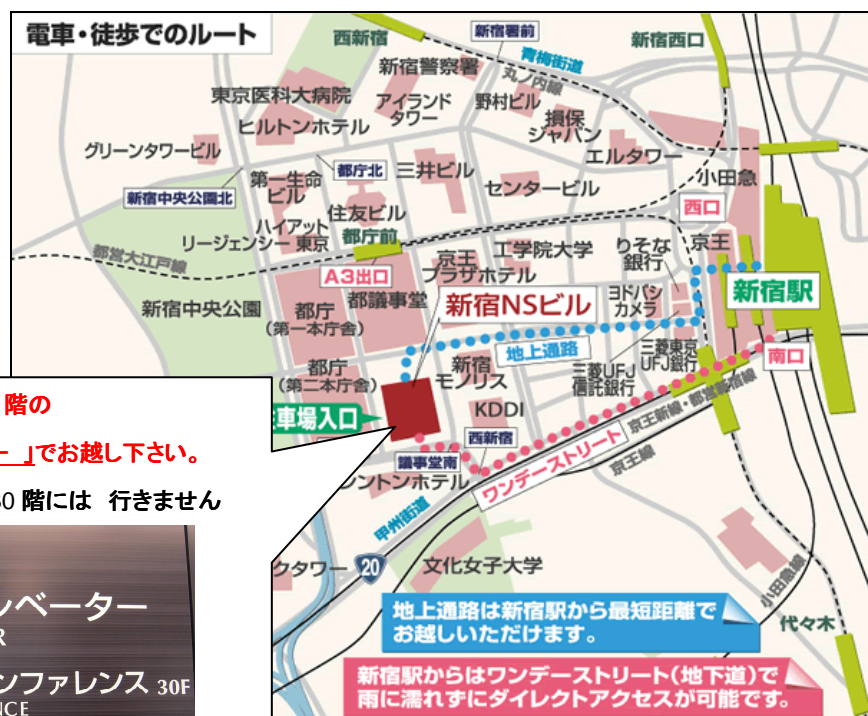 電車・徒歩でのルート
西新宿
新宿署前
青梅街道
新宿西口
新宿警察署
丸ノ内線
東京医科大病院
アイランド
タワー
野村ビル
ヒルトンホテル
損保
ジャパン
グリーンタワービル
エルタワー
都庁北
三井ビル
小田急
第一生命
ビル
センタービル
新宿中央公園北
西口
住友ビル
ハイアット
リージェンシー 東京
都庁前
京王
プラザホテル
工学院大学
りそな
銀行
京王
都営大江戸線
A3出口
新宿駅
新宿中央公園
都庁
(第一本庁舎)
都議事堂
新宿NSビル
ヨドバシ
カメラ
地上通路
三菱東京
UFJ銀行
南口
都庁
(第二本庁舎)
新宿
モノリス
三菱UFJ
信託銀行
階の
車場入口
KDDI
京王新線・都営新宿線
西新宿
」でお越し下さい。
議事堂南
ワンデーストリート
京王線
ントンホテル
0 階には 行きません
甲州街道
クタワー
20
文化女子大学
小田急線
ベーター
R
地上通路は新宿駅から最短距離で
お越しいただけます。
代々木
ンファレンス 30F
NCE
新宿駅からはワンデーストリート(地下道)で
雨に濡れずにダイレクトアクセスが可能です。